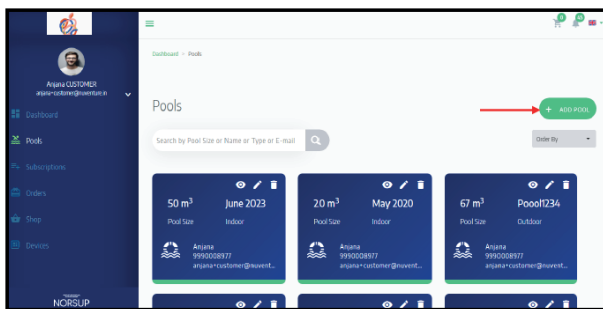 0
43
Dashboard > Pools
Anjana CUSTOMER
anjana+customer@nuventure.in
Dashboard
Pools
Subscriptions
Orders
Shop
Devices
NORSUP
Pools
+ ADD POOL
Search by Pool Size or Name or Type or E-mail
Order By
50 m³ June 2023
Pool Size Indoor
Anjana
9990008977
anjana+customer@nuvent...
20 m³ May 2020
Pool Size Indoor
Anjana
9990008977
anjana+customer@nuvent...
67 m³ Poool1234
Pool Size Outdoor
Anjana
9990008977
anjana+customer@nuvent...